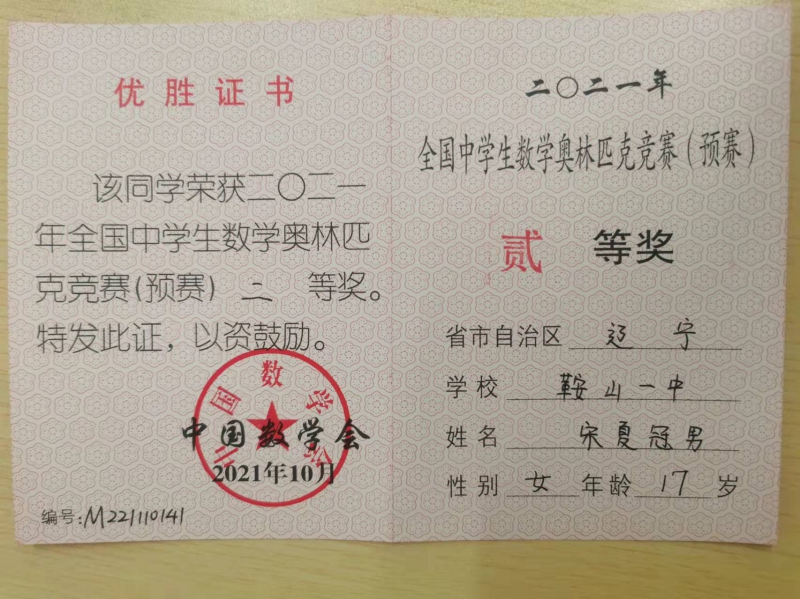 优胜证书
该同学荣获二〇二一
年全国中学生数学奥林匹
克竞赛(预赛) 二 等奖。
特发此证，以资鼓励。
中国数学会
中国数学会
2021年10月
编号:M221110141
二〇二一年
全国中学生数学奥林匹克竞赛(预赛)
贰 等奖
省市自治区 辽宁
学校 鞍山一中
姓名 宋夏冠男
性别 女 年龄 17 岁